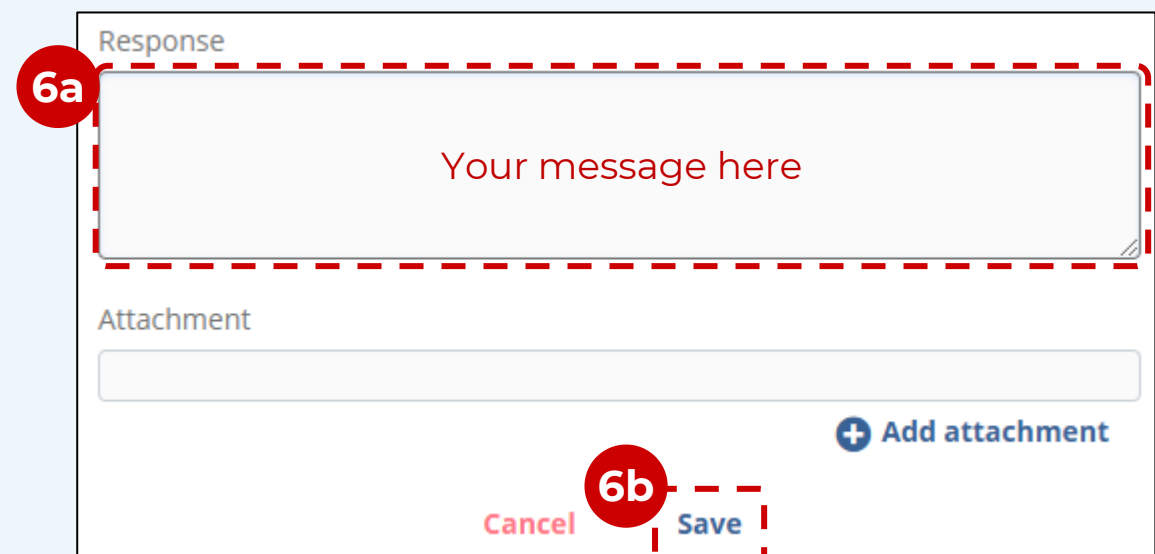 Response
6a
Your message here
Attachment
Add attachment
6b
Cancel Save